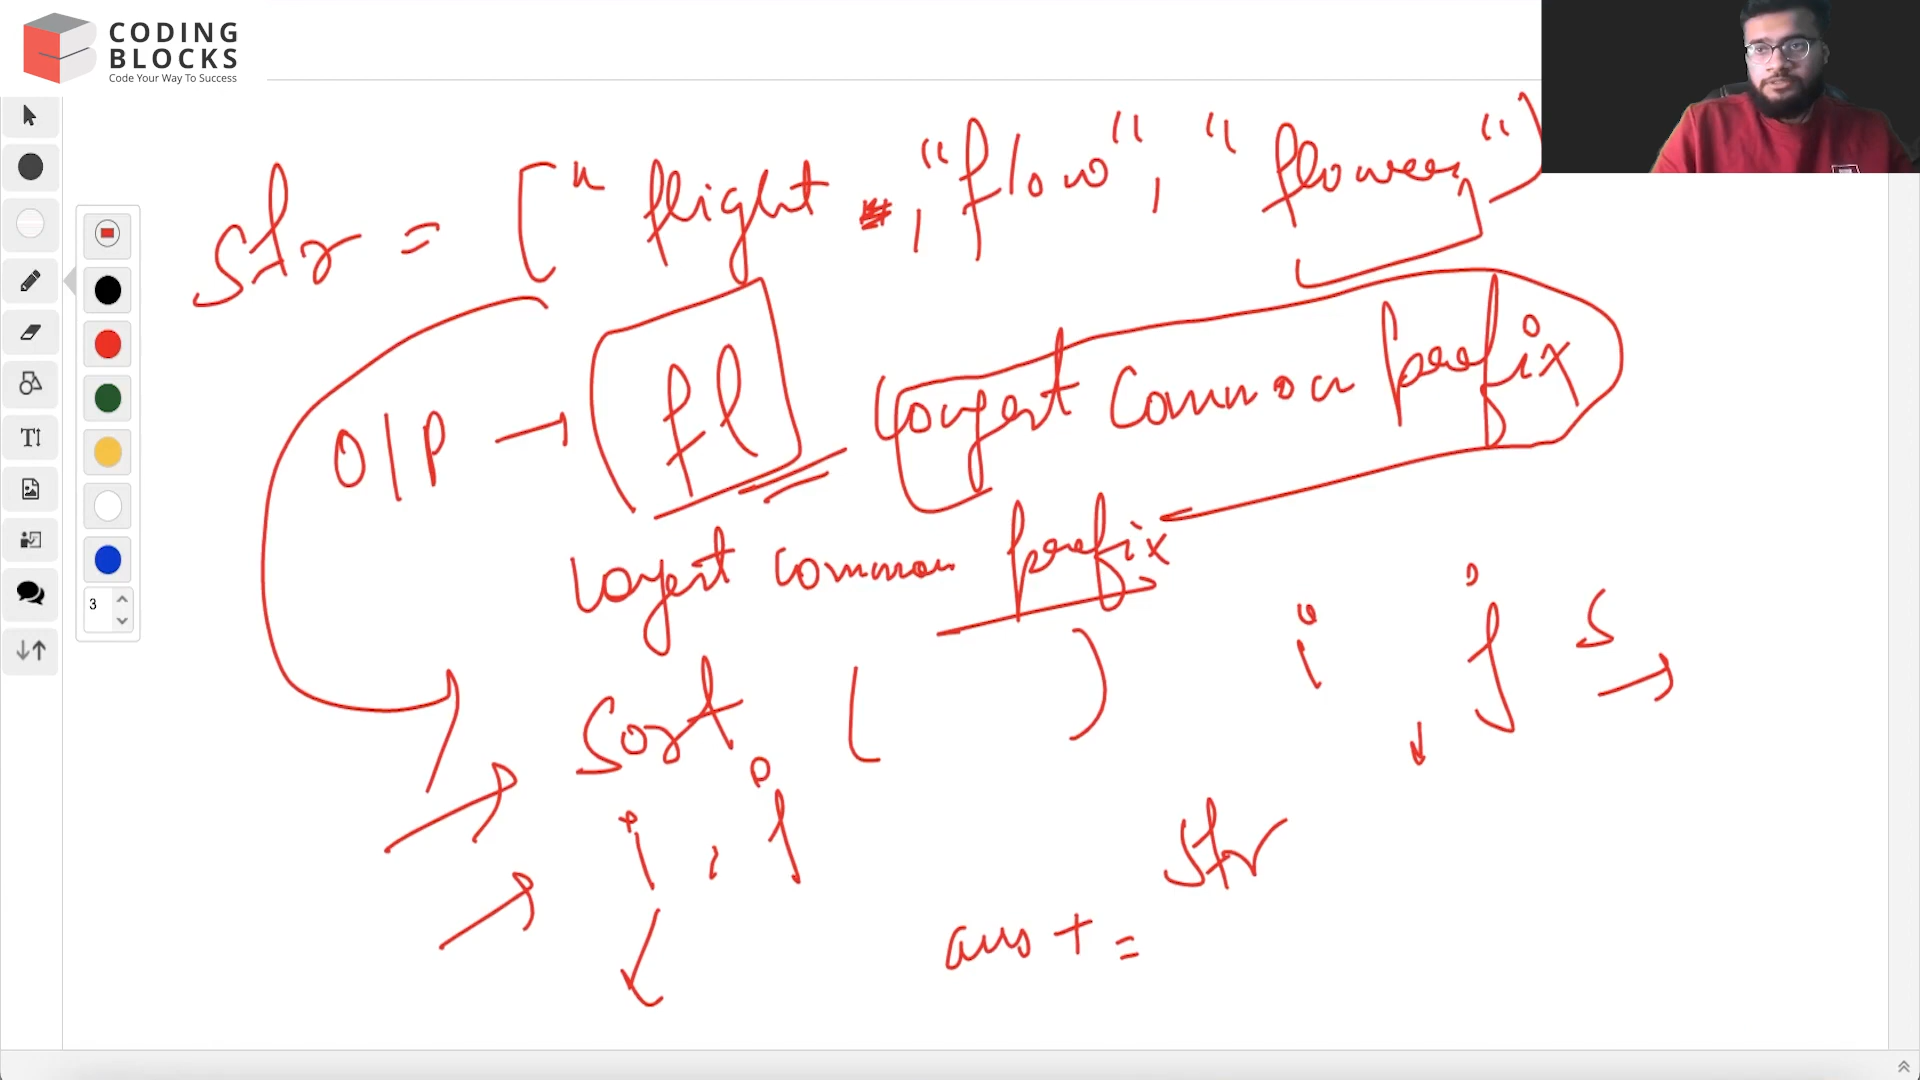 CODING
BLOCKS
Code Your Way To Success
str = ["flight , "flow", "flower"]
O/P → fl (Longest Common prefix
Longest common prefix
Sort ( )
i j s
i , j
str
ans + =
TI
3